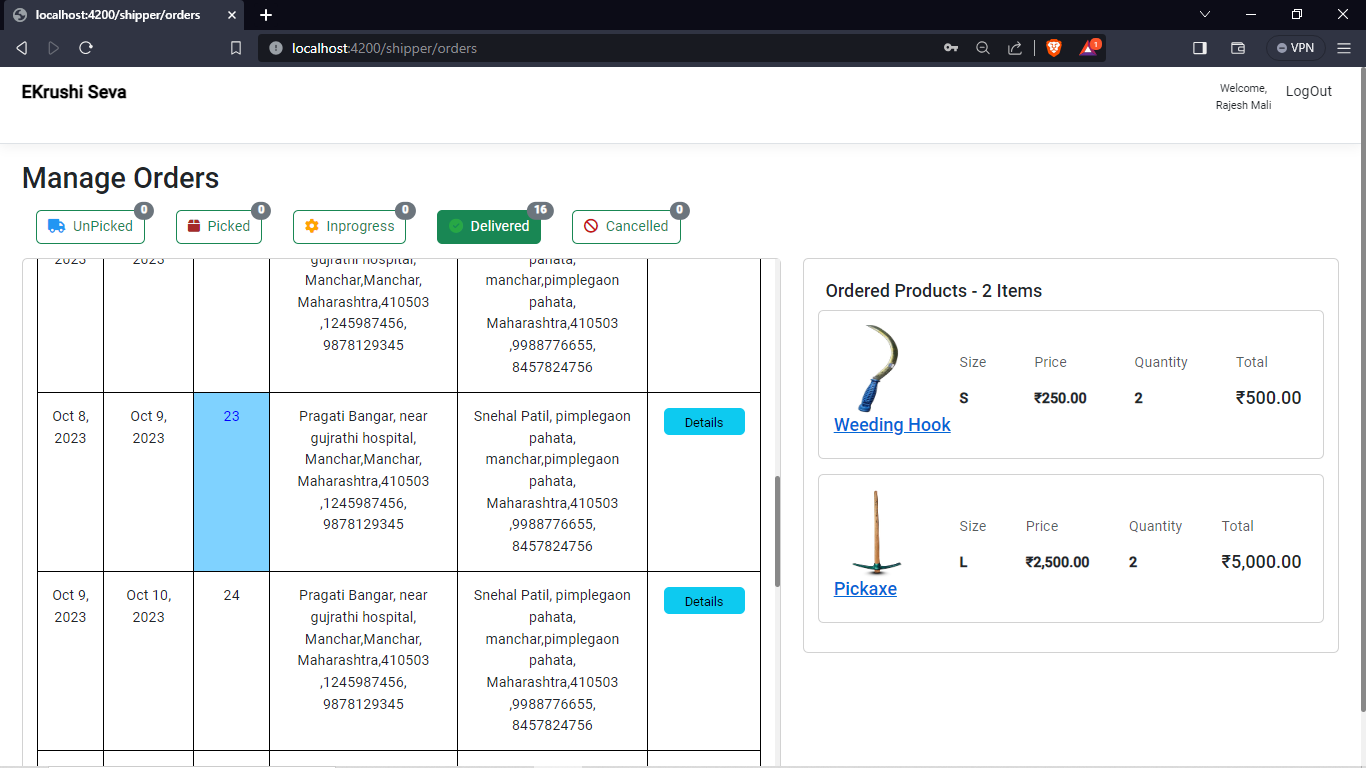 localhost:4200/shipper/orders
localhost:4200/shipper/orders
1
VPN
EKrushi Seva
Welcome,
Rajesh Mali
LogOut
Manage Orders
UnPicked 0
Picked 0
Inprogress 0
Delivered 16
Cancelled 0
2023
2023
gujrathi hospital,
Manchar,Manchar,
Maharashtra,410503
,1245987456,
9878129345
pahata,
manchar,pimplegaon
pahata,
Maharashtra,410503
,9988776655,
8457824756
Oct 8,
2023
Oct 9,
2023
23
Pragati Bangar, near
gujrathi hospital,
Manchar,Manchar,
Maharashtra,410503
,1245987456,
9878129345
Snehal Patil, pimplegaon
pahata,
manchar,pimplegaon
pahata,
Maharashtra,410503
,9988776655,
8457824756
Details
Oct 9,
2023
Oct 10,
2023
24
Pragati Bangar, near
gujrathi hospital,
Manchar,Manchar,
Maharashtra,410503
,1245987456,
9878129345
Snehal Patil, pimplegaon
pahata,
manchar,pimplegaon
pahata,
Maharashtra,410503
,9988776655,
8457824756
Details
Ordered Products - 2 Items
Size Price Quantity Total
S ₹250.00 2 ₹500.00
Weeding Hook
Size Price Quantity Total
L ₹2,500.00 2 ₹5,000.00
Pickaxe